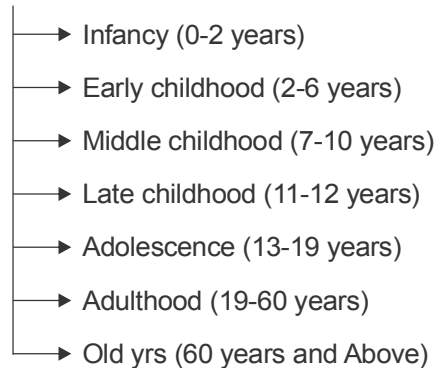 Infancy (0-2 years)
Early childhood (2-6 years)
Middle childhood (7-10 years)
Late childhood (11-12 years)
Adolescence (13-19 years)
Adulthood (19-60 years)
Old yrs (60 years and Above)